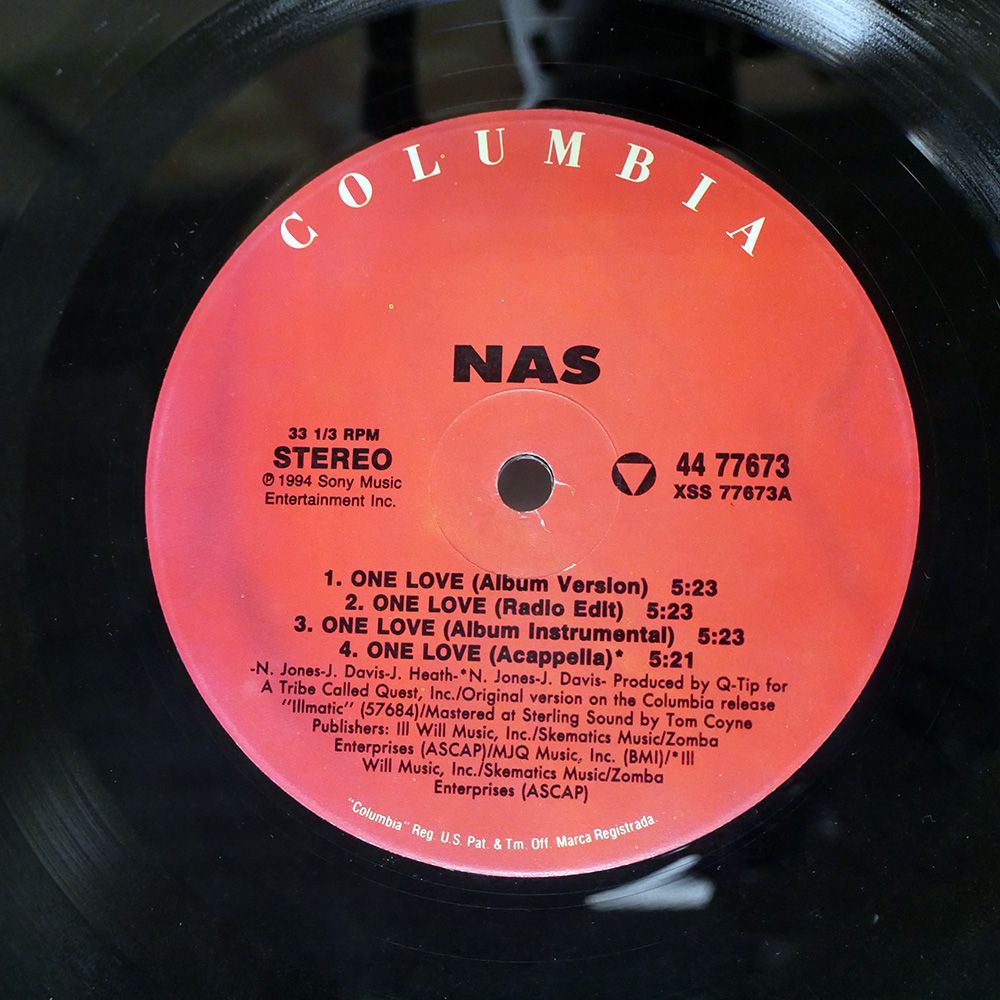 COLUMBIA
NAS
33 1/3 RPM
STEREO
℗ 1994 Sony Music
Entertainment Inc.
44 77673
XSS 77673A
1. ONE LOVE (Album Version) 5:23
2. ONE LOVE (Radio Edit) 5:23
3. ONE LOVE (Album Instrumental) 5:23
4. ONE LOVE (Acappella)* 5:21
-N. Jones-J. Davis-J. Heath-*N. Jones-J. Davis- Produced by Q-Tip for
A Tribe Called Quest, Inc./Original version on the Columbia release
"Illmatic" (57684)/Mastered at Sterling Sound by Tom Coyne
Publishers: Ill Will Music, Inc./Skematics Music/Zomba
Enterprises (ASCAP)/MJQ Music, Inc. (BMI)/*Ill
Will Music, Inc./Skematics Music/Zomba
Enterprises (ASCAP)
"Columbia" Reg. U.S. Pat. & Tm. Off. Marca Registrada.